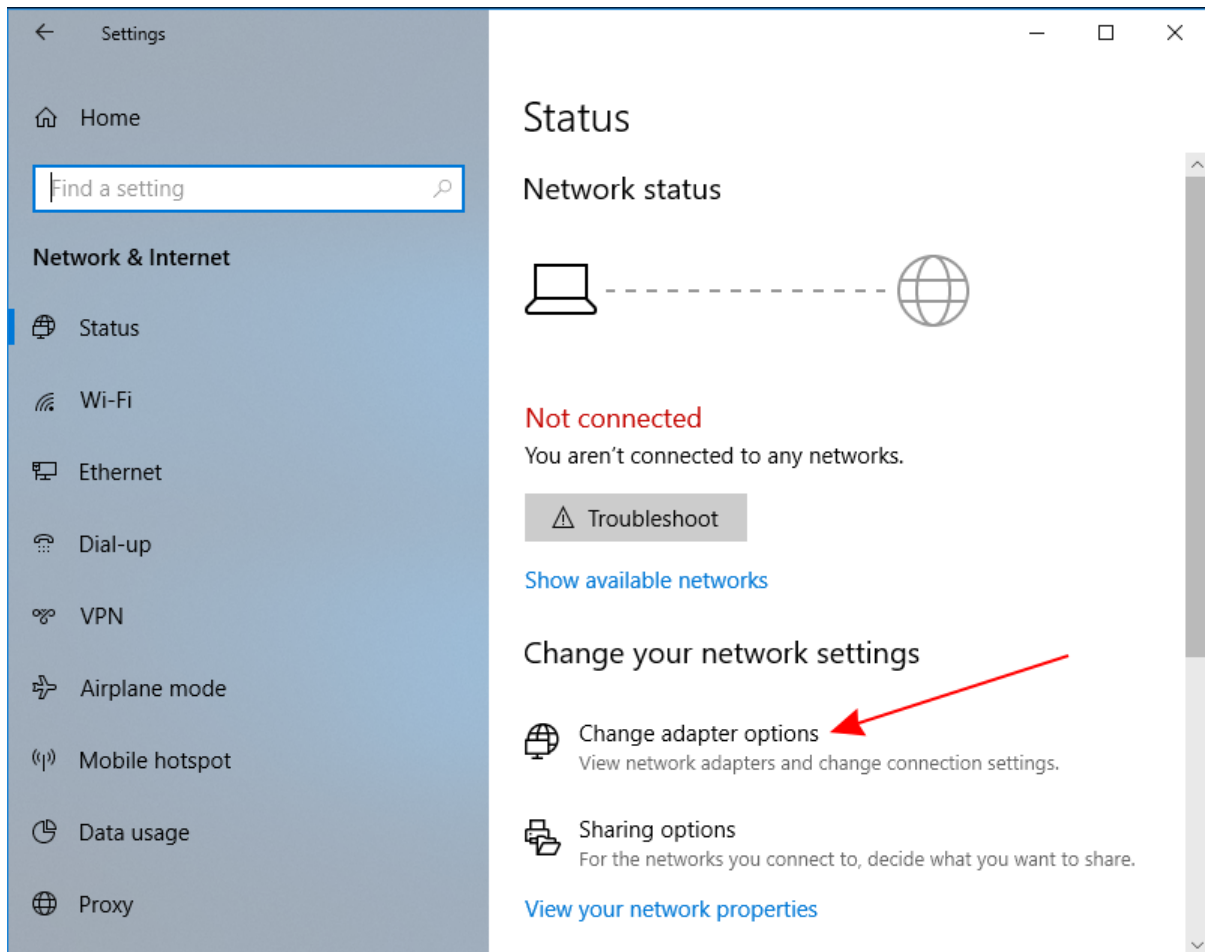 Settings
Home
Find a setting
Network & Internet
Status
Wi-Fi
Ethernet
Dial-up
VPN
Airplane mode
Mobile hotspot
Data usage
Proxy
Status
Network status
Not connected
You aren’t connected to any networks.
Troubleshoot
Show available networks
Change your network settings
Change adapter options
View network adapters and change connection settings.
Sharing options
For the networks you connect to, decide what you want to share.
View your network properties